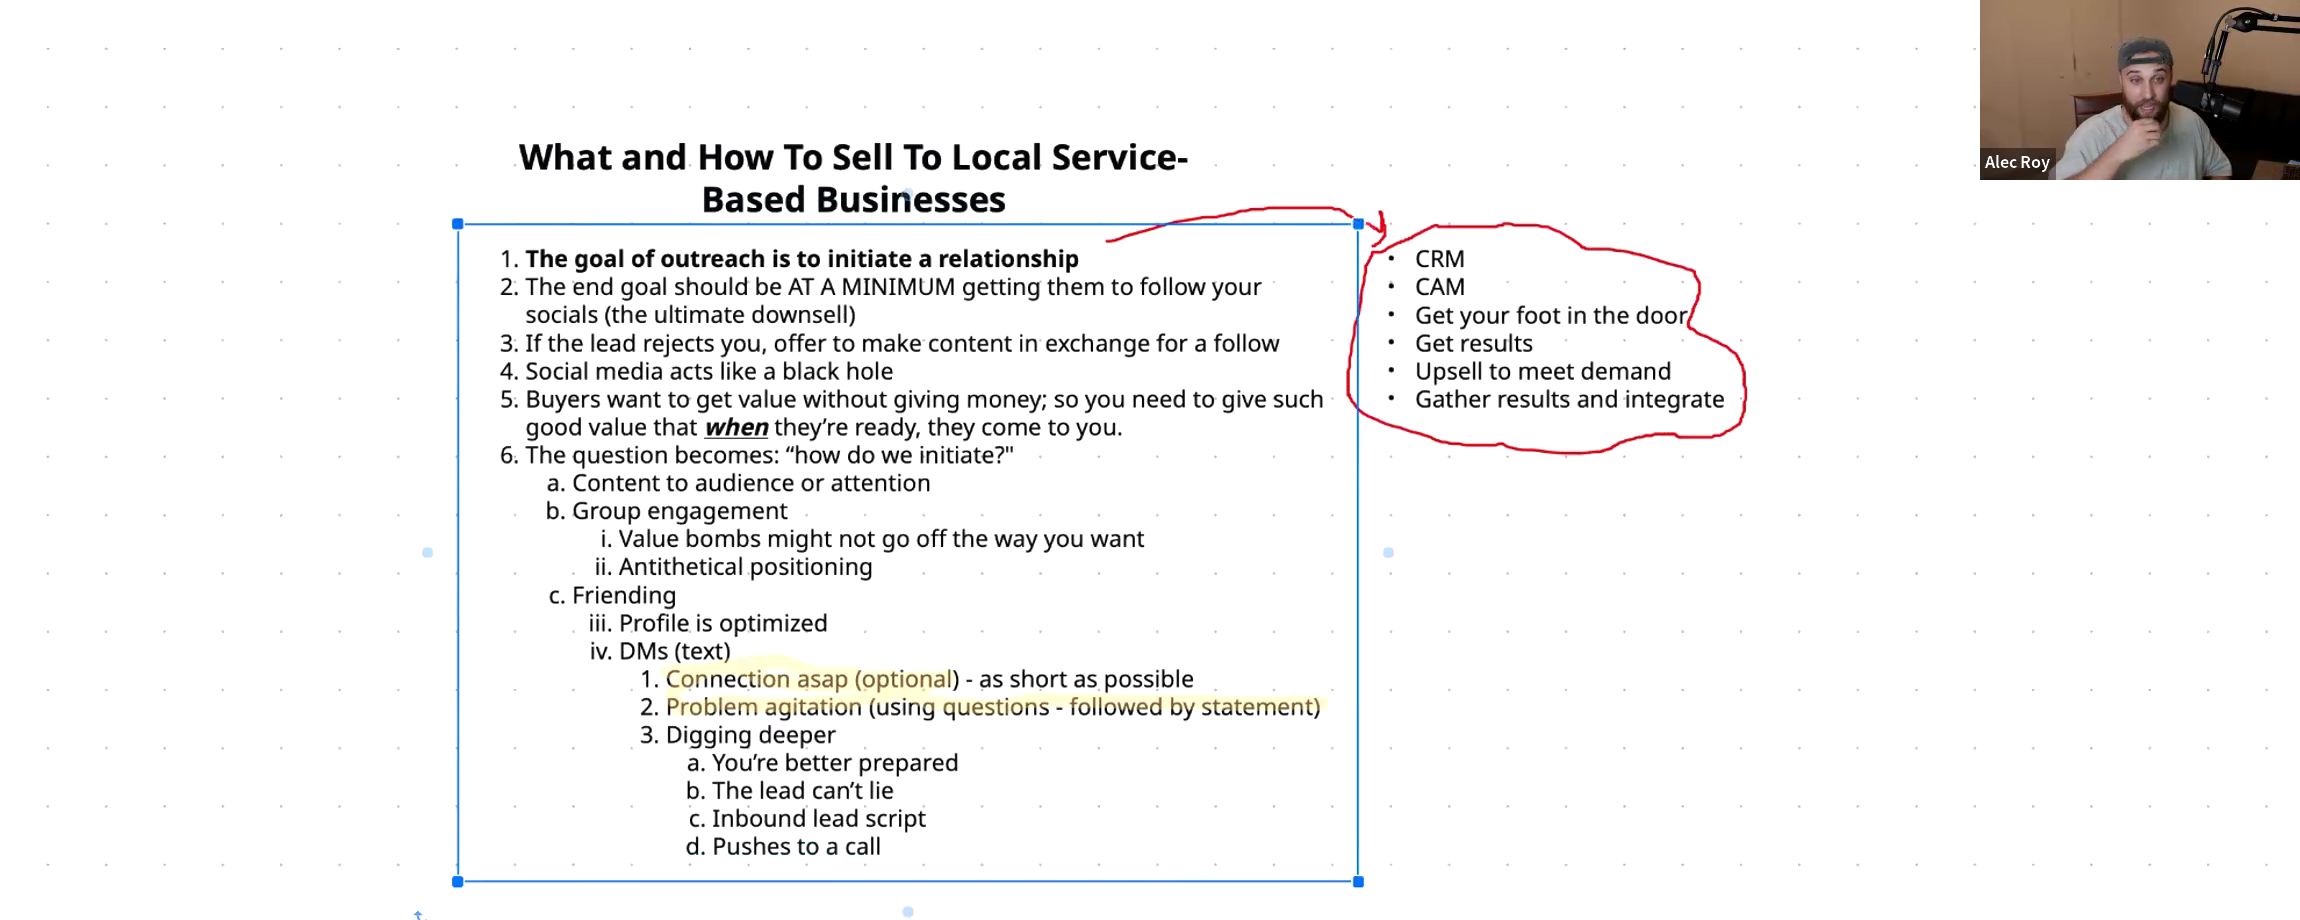 What and How To Sell To Local Service-
Based Businesses
1. The goal of outreach is to initiate a relationship
2. The end goal should be AT A MINIMUM getting them to follow your
socials (the ultimate downsell)
3. If the lead rejects you, offer to make content in exchange for a follow
4. Social media acts like a black hole
5. Buyers want to get value without giving money; so you need to give such
good value that when they’re ready, they come to you.
6. The question becomes: “how do we initiate?"
a. Content to audience or attention
b. Group engagement
i. Value bombs might not go off the way you want
ii. Antithetical positioning
c. Friending
iii. Profile is optimized
iv. DMs (text)
1. Connection asap (optional) - as short as possible
2. Problem agitation (using questions - followed by statement)
3. Digging deeper
a. You’re better prepared
b. The lead can’t lie
c. Inbound lead script
d. Pushes to a call
• CRM
• CAM
• Get your foot in the door
• Get results
• Upsell to meet demand
• Gather results and integrate
Alec Roy